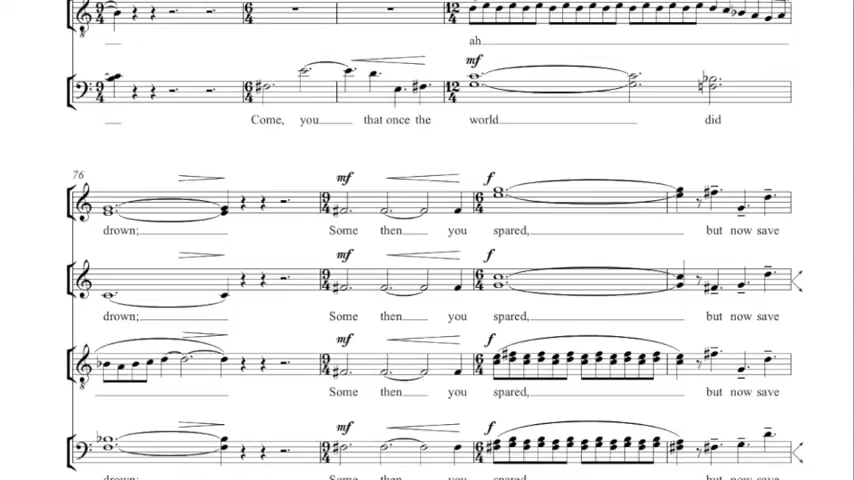 ah
mf
Come, you that once the world did
76
mf f
drown; Some then you spared, but now save
mf f
drown; Some then you spared, but now save
mf f
Some then you spared, but now save
mf f
drown; Some then you spared, but now save